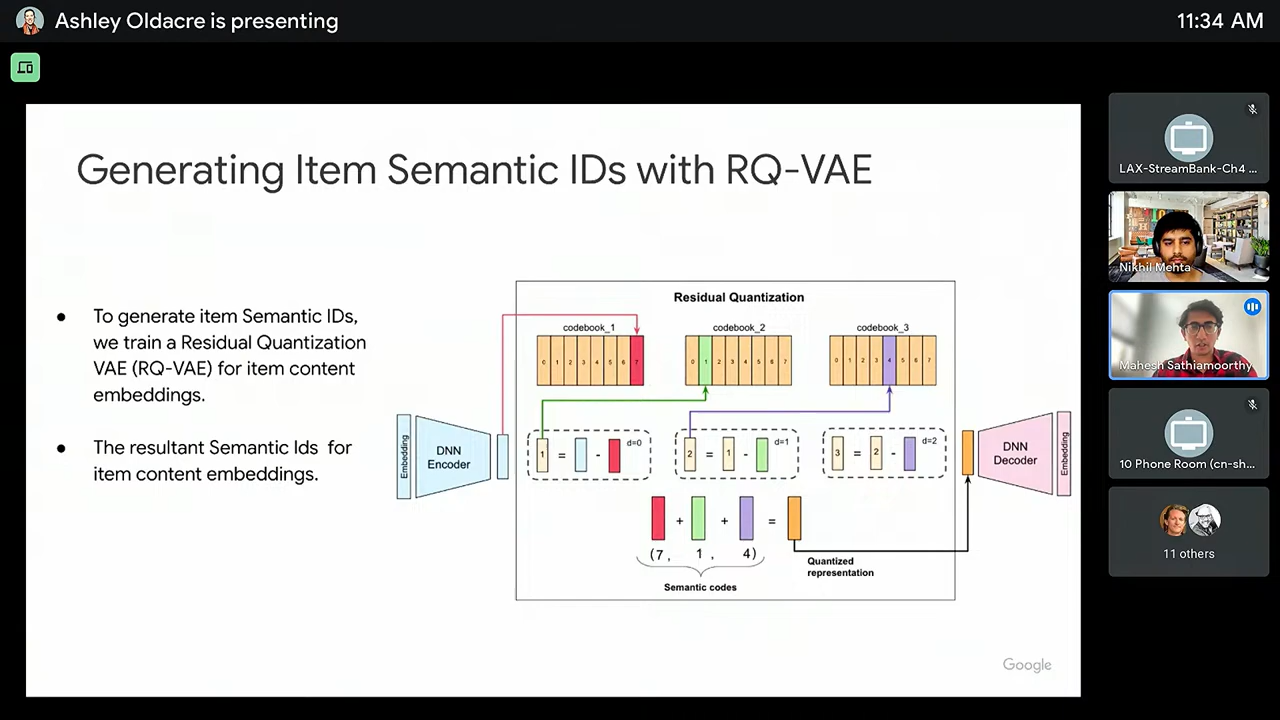 Ashley Oldacre is presenting
11:34 AM
Generating Item Semantic IDs with RQ-VAE
To generate item Semantic IDs,
we train a Residual Quantization
VAE (RQ-VAE) for item content
embeddings.
The resultant Semantic Ids for
item content embeddings.
Residual Quantization
codebook_1
codebook_2
codebook_3
0 1 2 3 4 5 6 7
0 1 2 3 4 5 6 7
0 1 2 3 4 5 6 7
Embedding
DNN
Encoder
1 = - d=0
2 = 1 - d=1
3 = 2 - d=2
DNN
Decoder
Embedding
+ + =
(7, 1, 4)
Semantic codes
Quantized
representation
Google
LAX-StreamBank-Ch4 ...
Nikhil Mehta
Mahesh Sathiamoorthy
10 Phone Room (cn-sh...
11 others